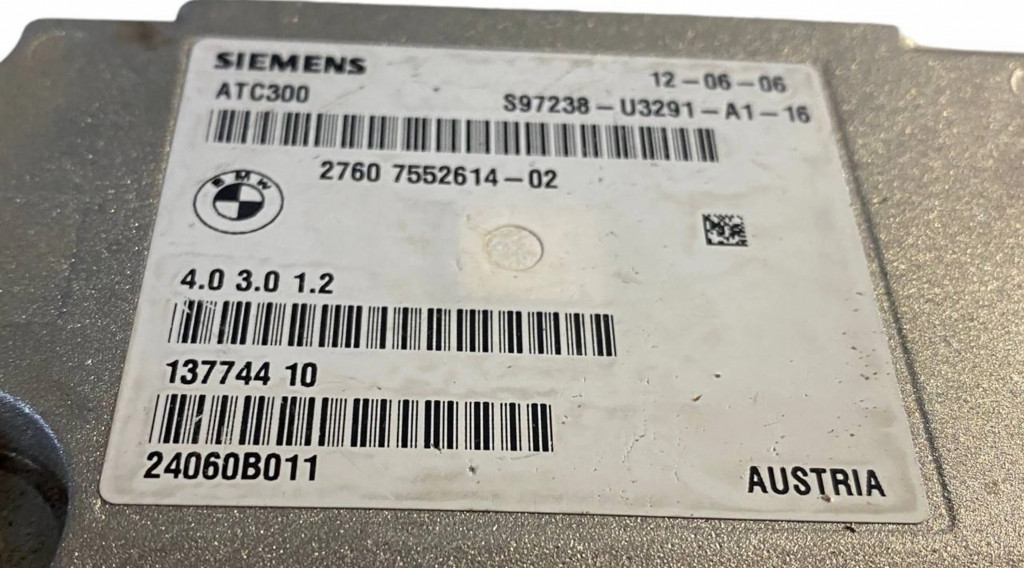 SIEMENS
12-06-06
ATC300
S97238-U3291-A1-16
2760 7552614-02
BMW
4.0 3.0 1.2
137744 10
24060B011
AUSTRIA